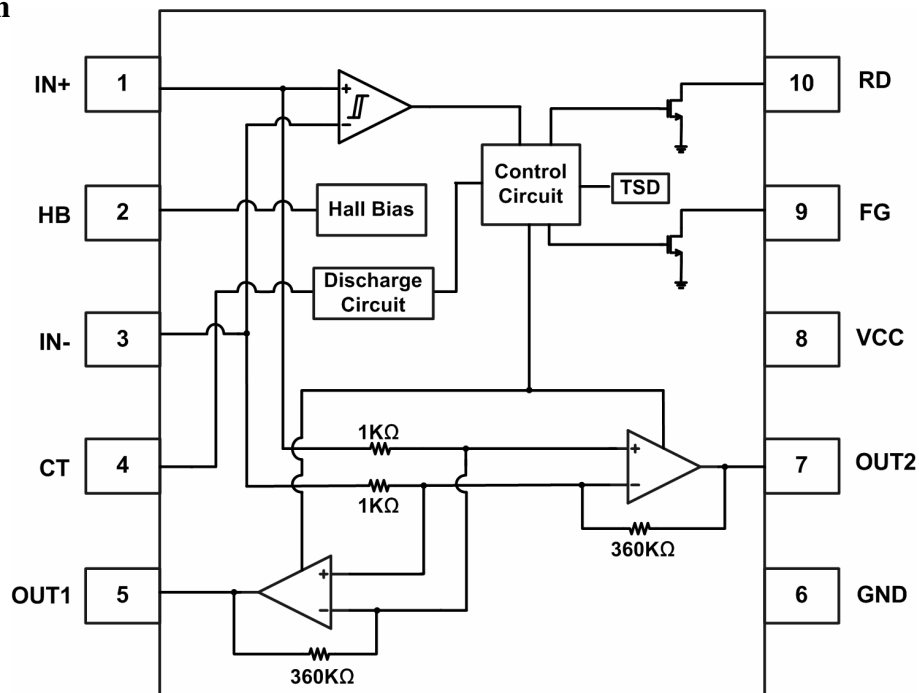 n
IN+
1
10
RD
+
−
Control
Circuit
TSD
HB
2
Hall Bias
9
FG
Discharge
Circuit
IN-
3
8
VCC
1KΩ
CT
4
+
−
7
OUT2
1KΩ
360KΩ
OUT1
5
+
−
6
GND
360KΩ